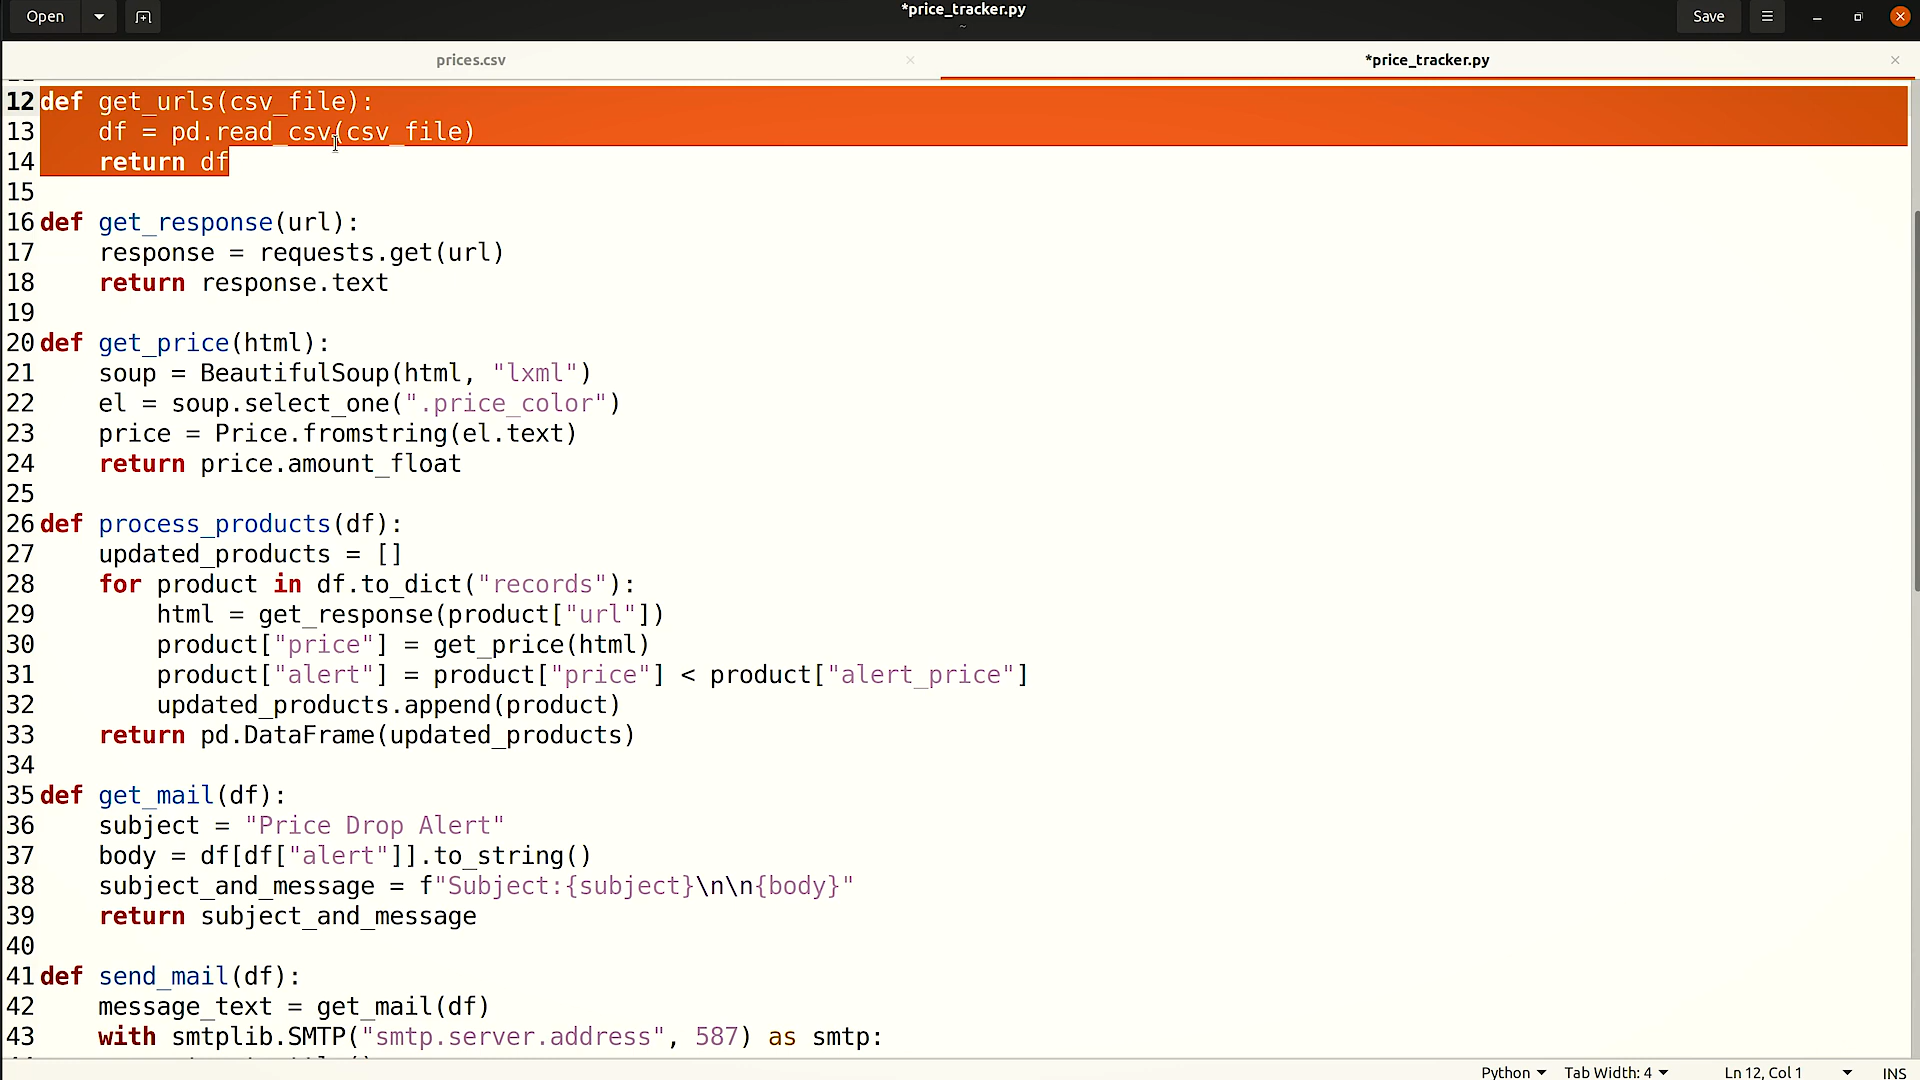 Open
*price_tracker.py
~
Save
prices.csv
*price_tracker.py
12 def get_urls(csv_file):
13     df = pd.read_csv(csv_file)
14     return df
15
16 def get_response(url):
17     response = requests.get(url)
18     return response.text
19
20 def get_price(html):
21     soup = BeautifulSoup(html, "lxml")
22     el = soup.select_one(".price_color")
23     price = Price.fromstring(el.text)
24     return price.amount_float
25
26 def process_products(df):
27     updated_products = []
28     for product in df.to_dict("records"):
29         html = get_response(product["url"])
30         product["price"] = get_price(html)
31         product["alert"] = product["price"] < product["alert_price"]
32         updated_products.append(product)
33     return pd.DataFrame(updated_products)
34
35 def get_mail(df):
36     subject = "Price Drop Alert"
37     body = df[df["alert"]].to_string()
38     subject_and_message = f"Subject:{subject}\n\n{body}"
39     return subject_and_message
40
41 def send_mail(df):
42     message_text = get_mail(df)
43     with smtplib.SMTP("smtp.server.address", 587) as smtp:
Python Tab Width: 4 Ln 12, Col 1 INS